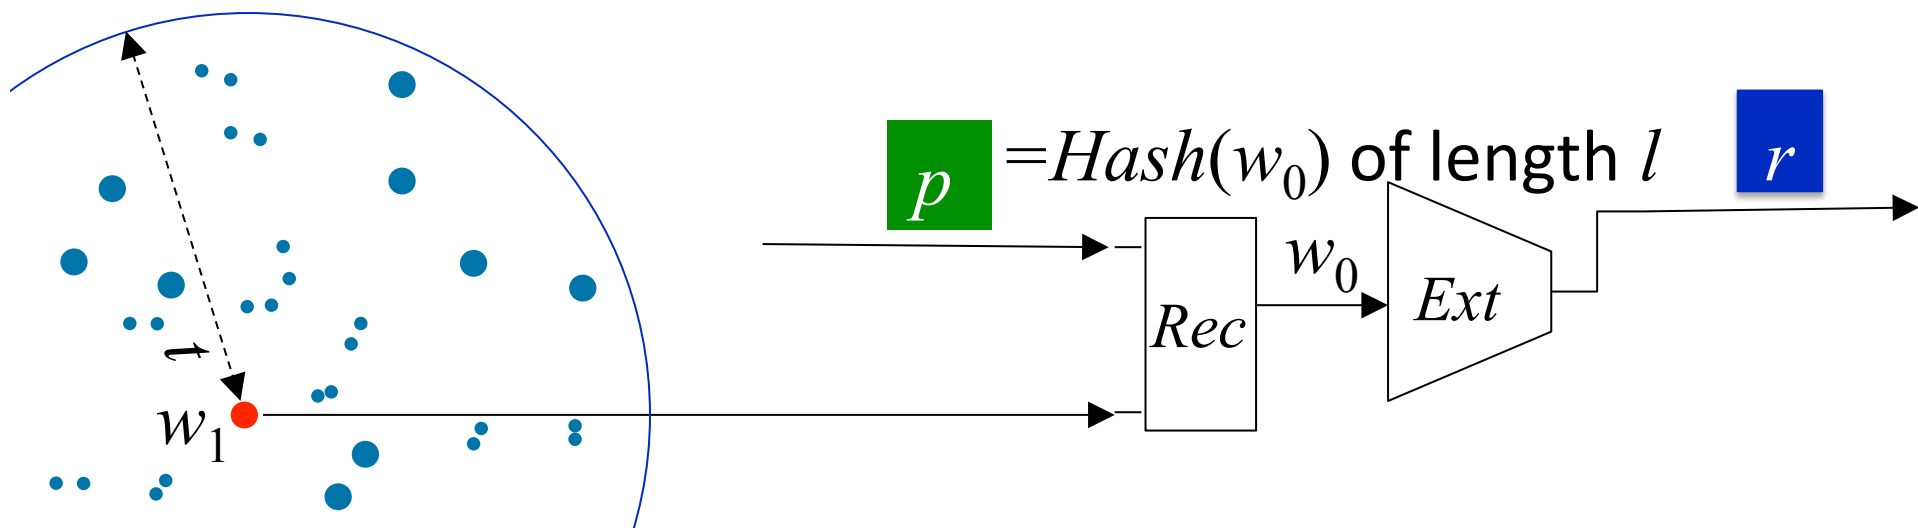 p =Hash(w₀) of length l
r
w₀
Rec
Ext
t
w₁